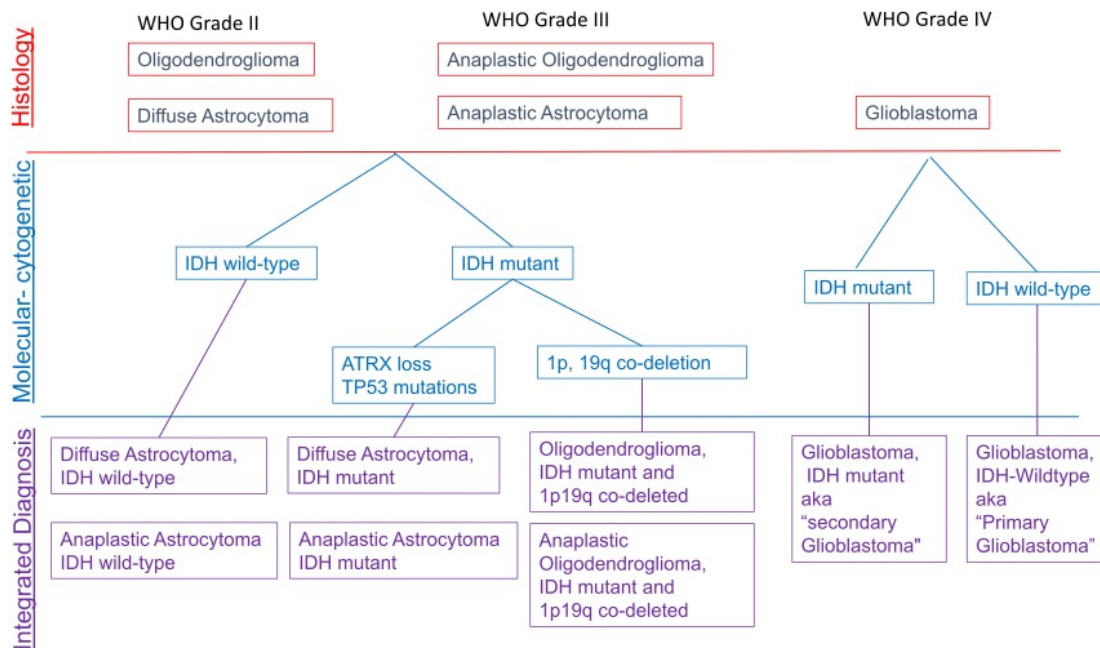 WHO Grade II
WHO Grade III
WHO Grade IV
Histology
Oligodendroglioma
Anaplastic Oligodendroglioma
Diffuse Astrocytoma
Anaplastic Astrocytoma
Glioblastoma
Molecular- cytogenetic
IDH wild-type
IDH mutant
IDH mutant
IDH wild-type
ATRX loss
TP53 mutations
1p, 19q co-deletion
Integrated Diagnosis
Diffuse Astrocytoma,
IDH wild-type
Diffuse Astrocytoma,
IDH mutant
Oligodendroglioma,
IDH mutant and
1p19q co-deleted
Glioblastoma,
IDH mutant
aka
“secondary
Glioblastoma"
Glioblastoma,
IDH-Wildtype
aka
“Primary
Glioblastoma”
Anaplastic Astrocytoma
IDH wild-type
Anaplastic Astrocytoma
IDH mutant
Anaplastic
Oligodendroglioma,
IDH mutant and
1p19q co-deleted